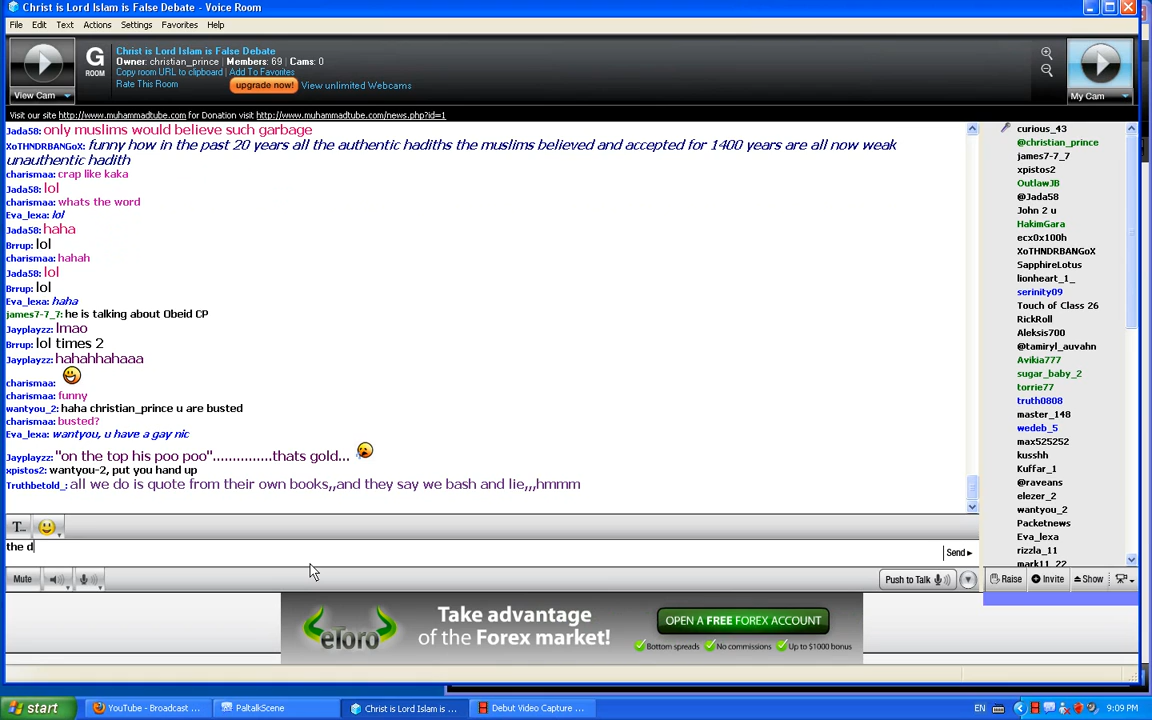 Christ is Lord Islam is False Debate - Voice Room
File Edit Text Actions Settings Favorites Help
View Cam
G ROOM
Christ is Lord Islam is False Debate
Owner: christian_prince | Members: 69 | Cams: 0
Copy room URL to clipboard | Add To Favorites
Rate This Room upgrade now! View unlimited Webcams
My Cam
Visit our site http://www.muhammadtube.com for Donation visit http://www.muhammadtube.com/news.php?id=1
Jada58: only muslims would believe such garbage
XoTHNDRBANGoX: funny how in the past 20 years all the authentic hadiths the muslims believed and accepted for 1400 years are all now weak
unauthentic hadith
charismaa: crap like kaka
Jada58: lol
charismaa: whats the word
Eva_lexa: lol
Jada58: haha
Brrup: lol
charismaa: hahah
Jada58: lol
Brrup: lol
Eva_lexa: haha
james7-7_7: he is talking about Obeid CP
Jayplayzz: lmao
Brrup: lol times 2
Jayplayzz: hahahhahaaa
charismaa:
charismaa: funny
wantyou_2: haha christian_prince u are busted
charismaa: busted?
Eva_lexa: wantyou, u have a gay nic
Jayplayzz: "on the top his poo poo"..............thats gold...
xpistos2: wantyou-2, put you hand up
Truthbetold_: all we do is quote from their own books,,and they say we bash and lie,,,hmmm
curious_43
@christian_prince
james7-7_7
xpistos2
OutlawJB
@Jada58
John 2 u
HakimGara
ecx0x100h
XoTHNDRBANGoX
SapphireLotus
lionheart_1_
serinity09
Touch of Class 26
RickRoll
Aleksis700
@tamiryl_auvahn
Avikia777
sugar_baby_2
torrie77
truth0808
master_148
wedeb_5
max525252
kusshh
Kuffar_1
@raveans
elezer_2
wantyou_2
Packetnews
Eva_lexa
rizzla_11
mark11_22
T...
the d
Send
Mute
Push to Talk
Raise Invite Show
eToro
Take advantage
of the Forex market!
OPEN A FREE FOREX ACCOUNT
Bottom spreads No commissions Up to $1000 bonus
start YouTube - Broadcast ... PaltalkScene Christ is Lord Islam is ... Debut Video Capture ... EN 9:09 PM